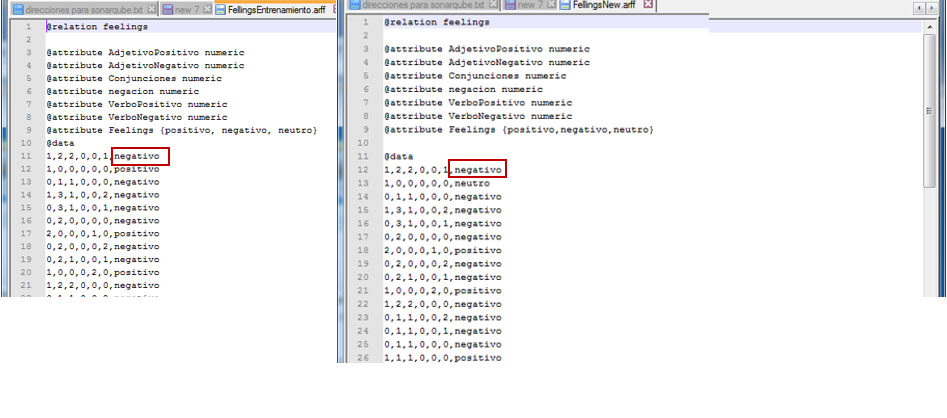 direcciones para sonarqube.txt new 7 FellingsEntrenamiento.arff
1 @relation feelings
2
3 @attribute AdjetivoPositivo numeric
4 @attribute AdjetivoNegativo numeric
5 @attribute Conjunciones numeric
6 @attribute negacion numeric
7 @attribute VerboPositivo numeric
8 @attribute VerboNegativo numeric
9 @attribute Feelings {positivo, negativo, neutro}
10 @data
11 1,2,2,0,0,1,negativo
12 1,0,0,0,0,0,positivo
13 0,1,1,0,0,0,negativo
14 1,3,1,0,0,2,negativo
15 0,3,1,0,0,1,negativo
16 0,2,0,0,0,0,negativo
17 2,0,0,0,1,0,positivo
18 0,2,0,0,0,2,negativo
19 0,2,1,0,0,1,negativo
20 1,0,0,0,2,0,positivo
21 1,2,2,0,0,0,negativo
direcciones para sonarqube.txt new 7 FellingsNew.arff
1 @relation feelings
2
3 @attribute AdjetivoPositivo numeric
4 @attribute AdjetivoNegativo numeric
5 @attribute Conjunciones numeric
6 @attribute negacion numeric
7 @attribute VerboPositivo numeric
8 @attribute VerboNegativo numeric
9 @attribute Feelings {positivo,negativo,neutro}
10
11 @data
12 1,2,2,0,0,1,negativo
13 1,0,0,0,0,0,neutro
14 0,1,1,0,0,0,negativo
15 1,3,1,0,0,2,negativo
16 0,3,1,0,0,1,negativo
17 0,2,0,0,0,0,negativo
18 2,0,0,0,1,0,positivo
19 0,2,0,0,0,2,negativo
20 0,2,1,0,0,1,negativo
21 1,0,0,0,2,0,positivo
22 1,2,2,0,0,0,negativo
23 0,1,1,0,0,2,negativo
24 0,1,1,0,0,1,negativo
25 0,1,1,0,0,0,negativo
26 1,1,1,0,0,0,positivo